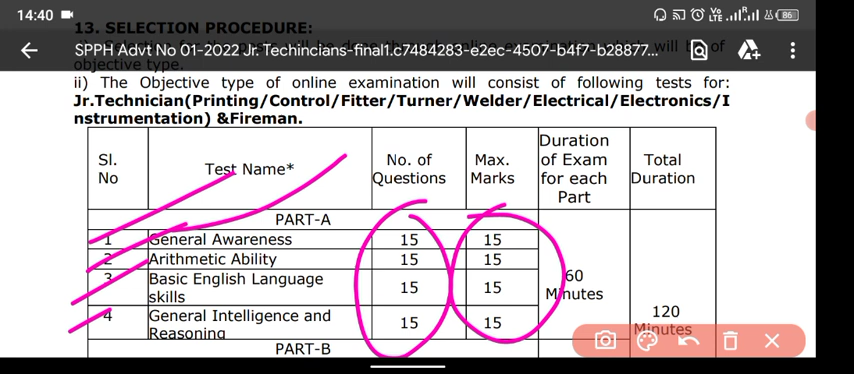 14:40
86
13. SELECTION PROCEDURE:
SPPH Advt No 01-2022 Jr. Technincians-final1.c7484283-e2ec-4507-b4f7-b28877...
will be of
objective type.
ii) The Objective type of online examination will consist of following tests for:
Jr.Technician(Printing/Control/Fitter/Turner/Welder/Electrical/Electronics/I
nstrumentation) &Fireman.
Sl. No Test Name* No. of Questions Max. Marks Duration of Exam for each Part Total Duration
PART-A
1 General Awareness 15 15
2 Arithmetic Ability 15 15
3 Basic English Language skills 15 15
4 General Intelligence and Reasoning 15 15
60 Minutes
120 Minutes
PART-B